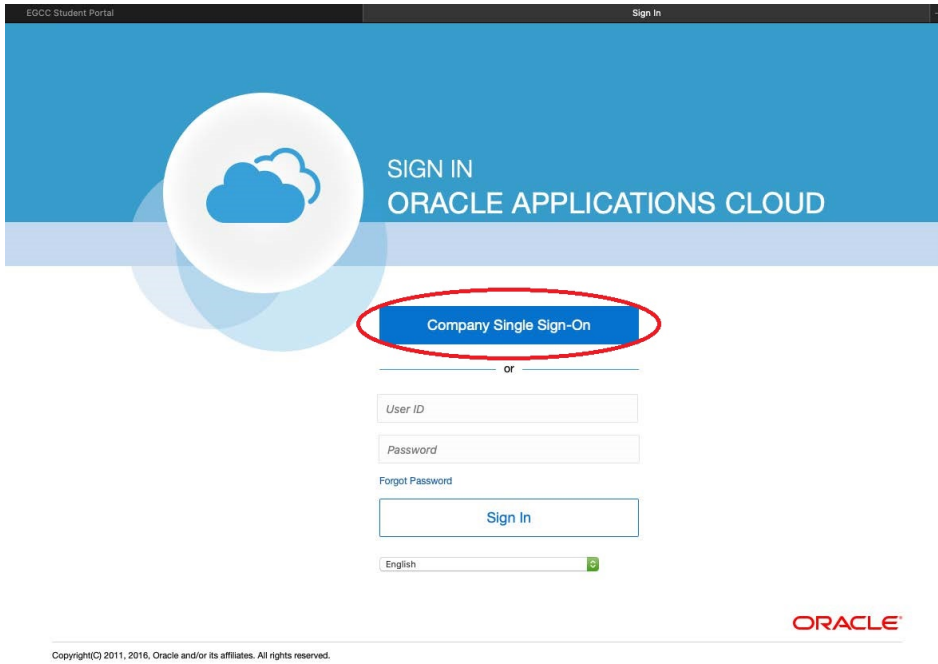 EGCC Student Portal
Sign In
SIGN IN
ORACLE APPLICATIONS CLOUD
Company Single Sign-On
or
User ID
Password
Forgot Password
Sign In
English
ORACLE
Copyright(C) 2011, 2016, Oracle and/or its affiliates. All rights reserved.